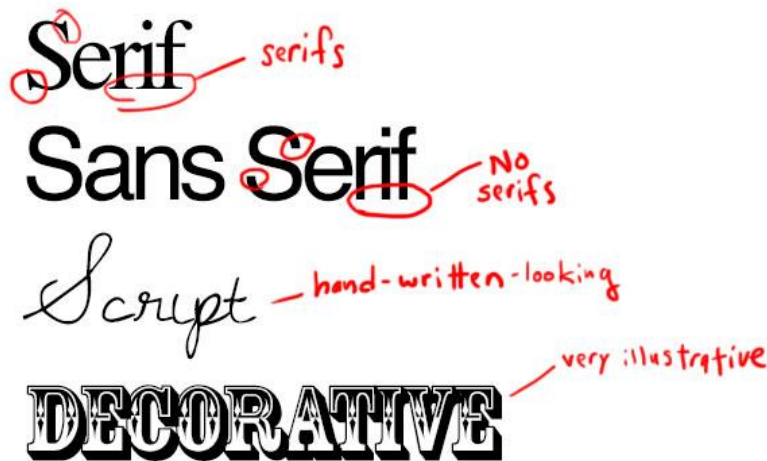 Serif
serifs
Sans Serif
No
serifs
Script
hand-written-looking
very illustrative
DECORATIVE